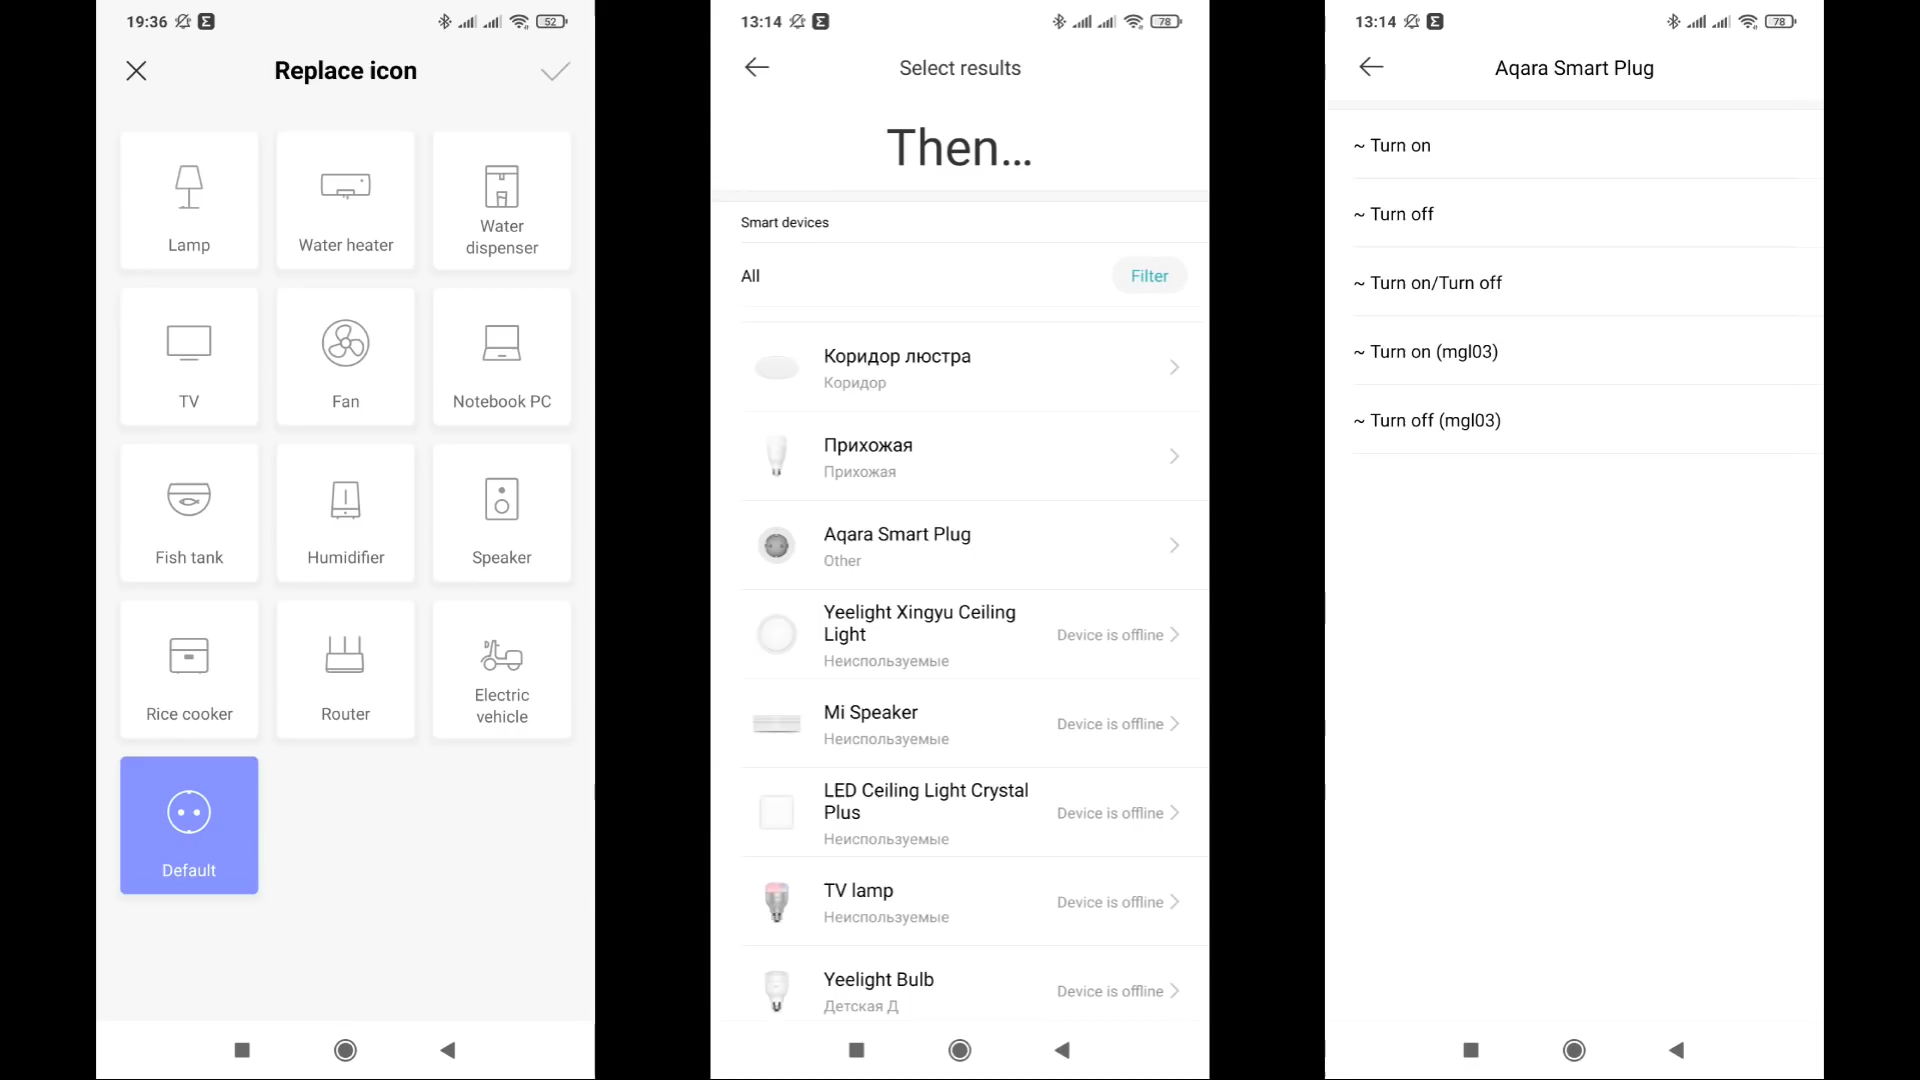 19:36
52
Replace icon
Lamp
Water heater
Water
dispenser
TV
Fan
Notebook PC
Fish tank
Humidifier
Speaker
Rice cooker
Router
Electric
vehicle
Default
13:14
78
Select results
Then...
Smart devices
All
Filter
Коридор люстра
Коридор
Прихожая
Прихожая
Aqara Smart Plug
Other
Yeelight Xingyu Ceiling
Light
Device is offline
Неиспользуемые
Mi Speaker
Device is offline
Неиспользуемые
LED Ceiling Light Crystal
Plus
Device is offline
Неиспользуемые
TV lamp
Device is offline
Неиспользуемые
Yeelight Bulb
Device is offline
Детская Д
13:14
78
Aqara Smart Plug
~ Turn on
~ Turn off
~ Turn on/Turn off
~ Turn on (mgl03)
~ Turn off (mgl03)